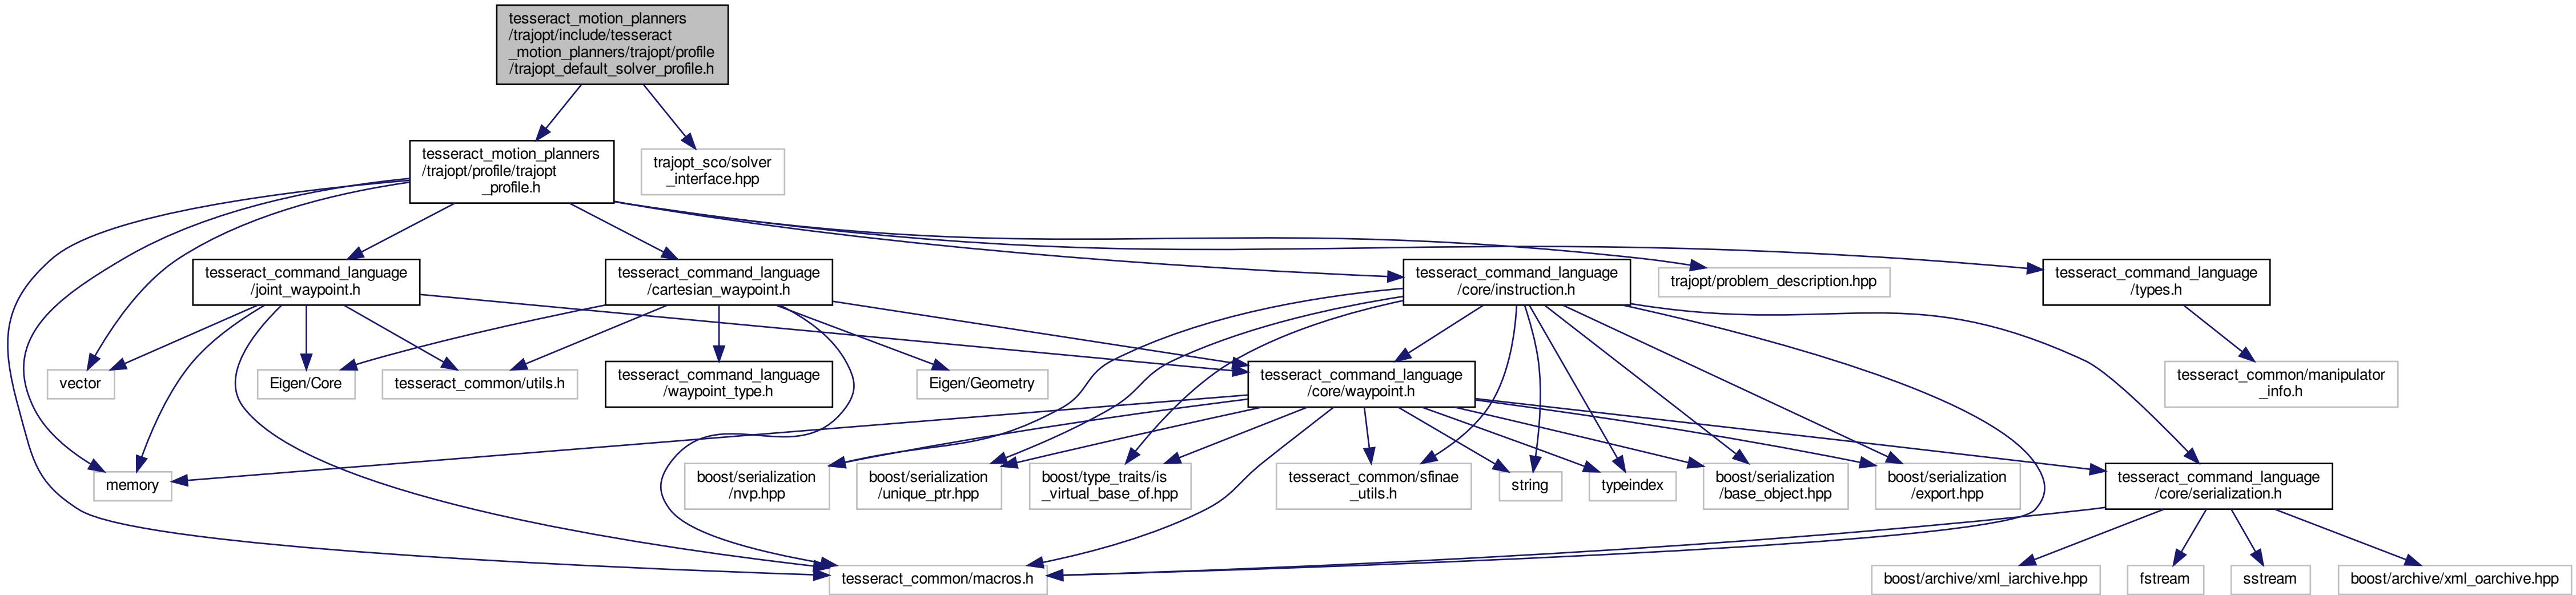 tesseract_motion_planners
/trajopt/include/tesseract
_motion_planners/trajopt/profile
/trajopt_default_solver_profile.h
tesseract_motion_planners
/trajopt/profile/trajopt
_profile.h
trajopt_sco/solver
_interface.hpp
tesseract_command_language
/joint_waypoint.h
tesseract_command_language
/cartesian_waypoint.h
tesseract_command_language
/core/instruction.h
trajopt/problem_description.hpp
tesseract_command_language
/types.h
vector
Eigen/Core
tesseract_common/utils.h
tesseract_command_language
/waypoint_type.h
Eigen/Geometry
tesseract_command_language
/core/waypoint.h
tesseract_common/manipulator
_info.h
memory
boost/serialization
/nvp.hpp
boost/serialization
/unique_ptr.hpp
boost/type_traits/is
_virtual_base_of.hpp
tesseract_common/sfinae
_utils.h
string
typeindex
boost/serialization
/base_object.hpp
boost/serialization
/export.hpp
tesseract_command_language
/core/serialization.h
tesseract_common/macros.h
boost/archive/xml_iarchive.hpp
fstream
sstream
boost/archive/xml_oarchive.hpp